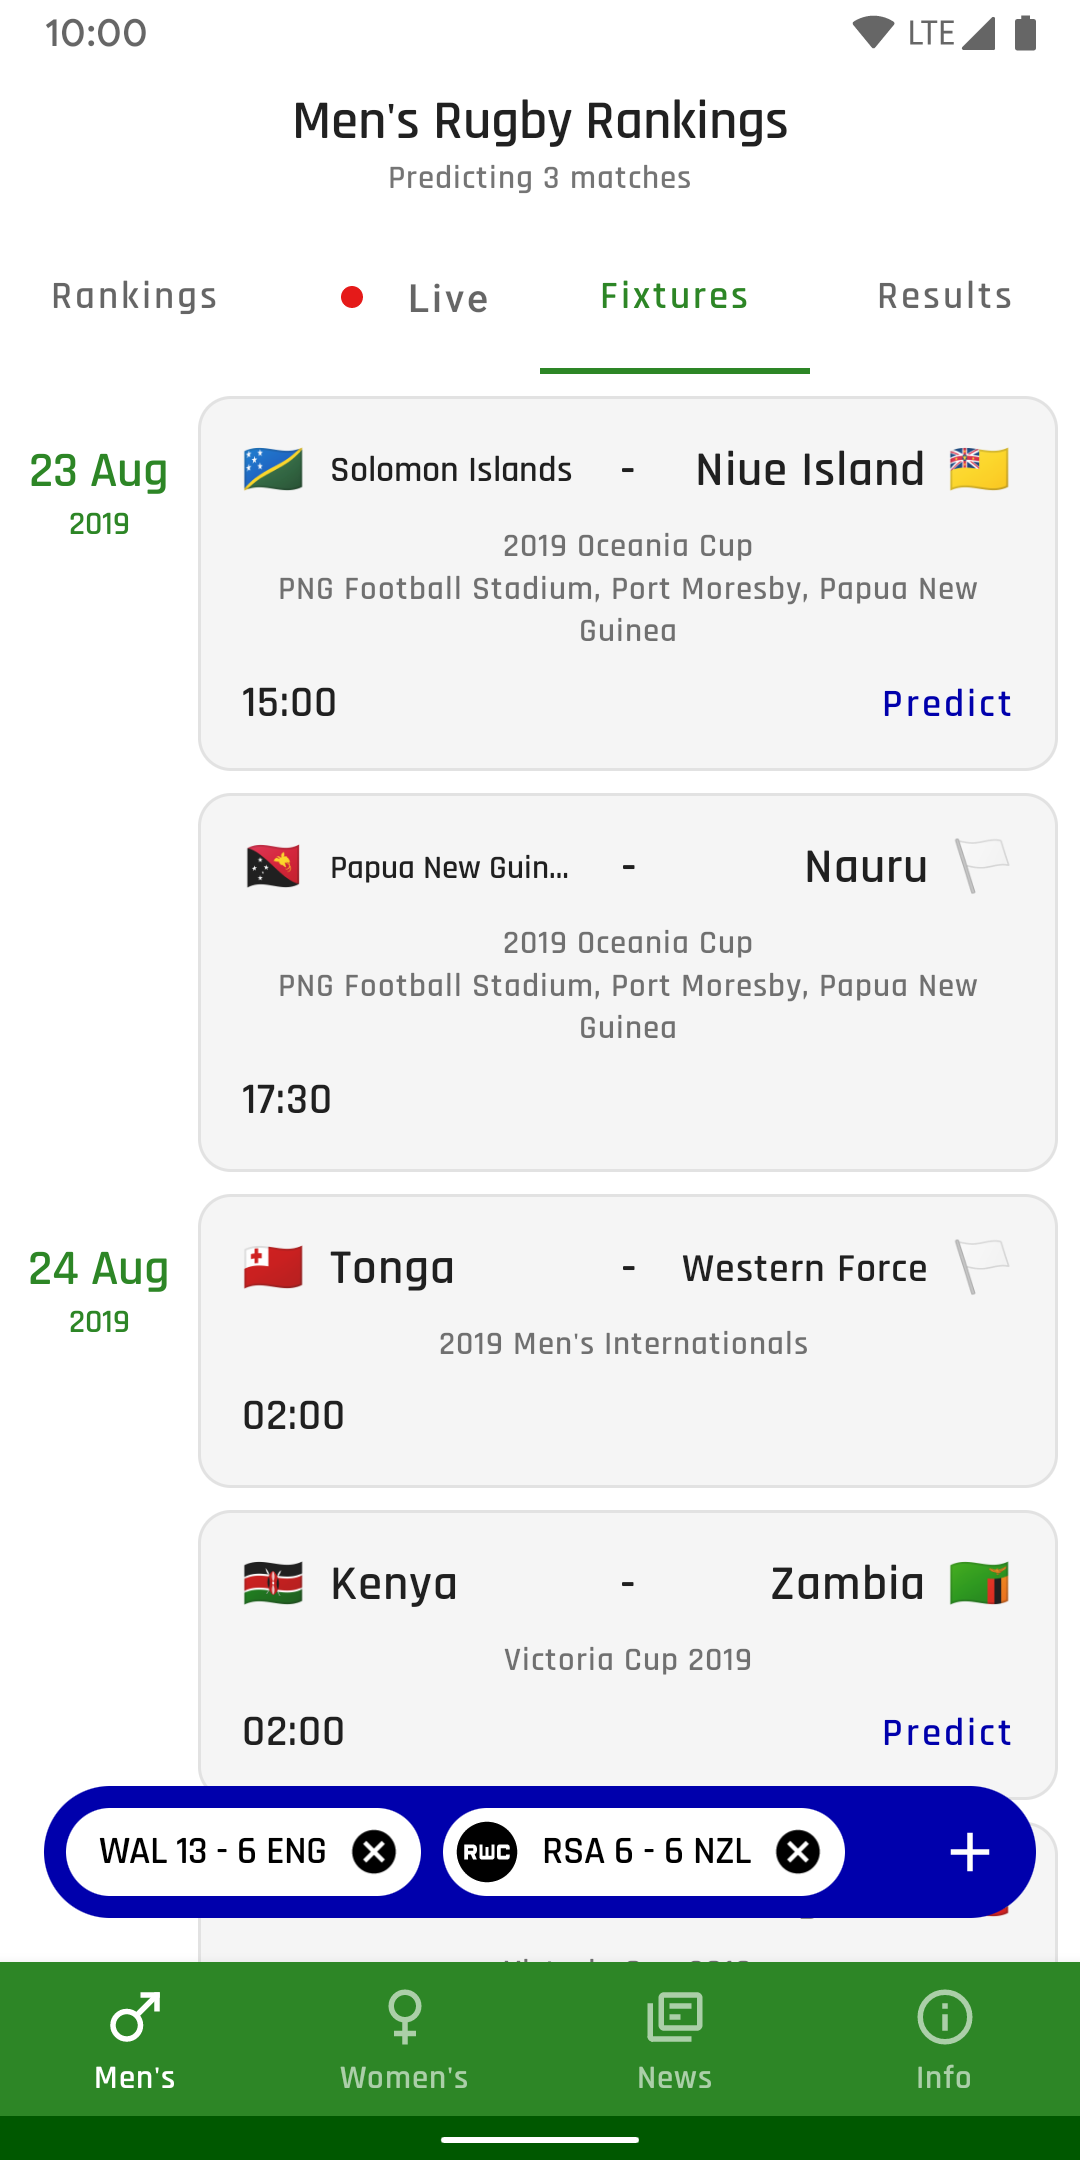 10:00
LTE
Men's Rugby Rankings
Predicting 3 matches
Rankings
Live
Fixtures
Results
23 Aug
2019
Solomon Islands - Niue Island
2019 Oceania Cup
PNG Football Stadium, Port Moresby, Papua New
Guinea
15:00
Predict
Papua New Guin... - Nauru
2019 Oceania Cup
PNG Football Stadium, Port Moresby, Papua New
Guinea
17:30
24 Aug
2019
Tonga - Western Force
2019 Men's Internationals
02:00
Kenya - Zambia
Victoria Cup 2019
02:00
Predict
WAL 13 - 6 ENG
RWC
RSA 6 - 6 NZL
Men's
Women's
News
Info